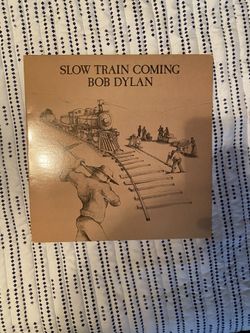 SLOW TRAIN COMING
BOB DYLAN